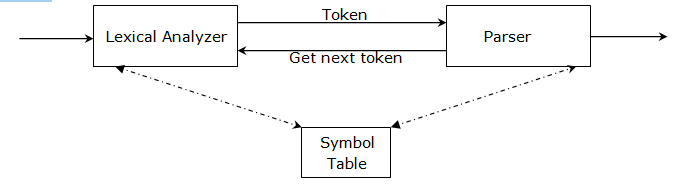 Token
Lexical Analyzer
Parser
Get next token
Symbol
Table